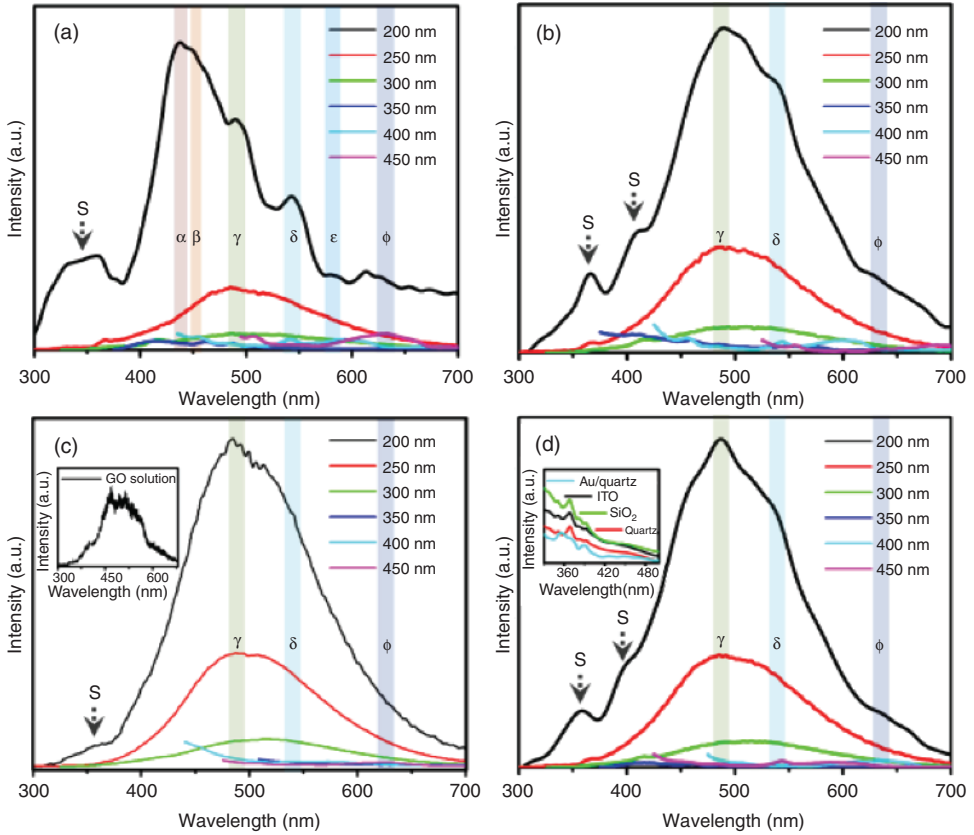 (a)
200 nm
250 nm
300 nm
350 nm
400 nm
450 nm
S
α β γ δ ε ϕ
Intensity (a.u.)
300 400 500 600 700
Wavelength (nm)
(b)
200 nm
250 nm
300 nm
350 nm
400 nm
450 nm
S
S
γ δ ϕ
Intensity (a.u.)
300 400 500 600 700
Wavelength (nm)
(c)
200 nm
250 nm
300 nm
350 nm
400 nm
450 nm
GO solution
Intensity (a.u.)
300 450 600
Wavelength (nm)
S
γ δ ϕ
Intensity (a.u.)
300 400 500 600 700
Wavelength (nm)
(d)
200 nm
250 nm
300 nm
350 nm
400 nm
450 nm
Au/quartz
ITO
SiO₂
Quartz
Intensity (a.u.)
360 420 480
Wavelength(nm)
S
S
γ δ ϕ
Intensity (a.u.)
300 400 500 600 700
Wavelength (nm)